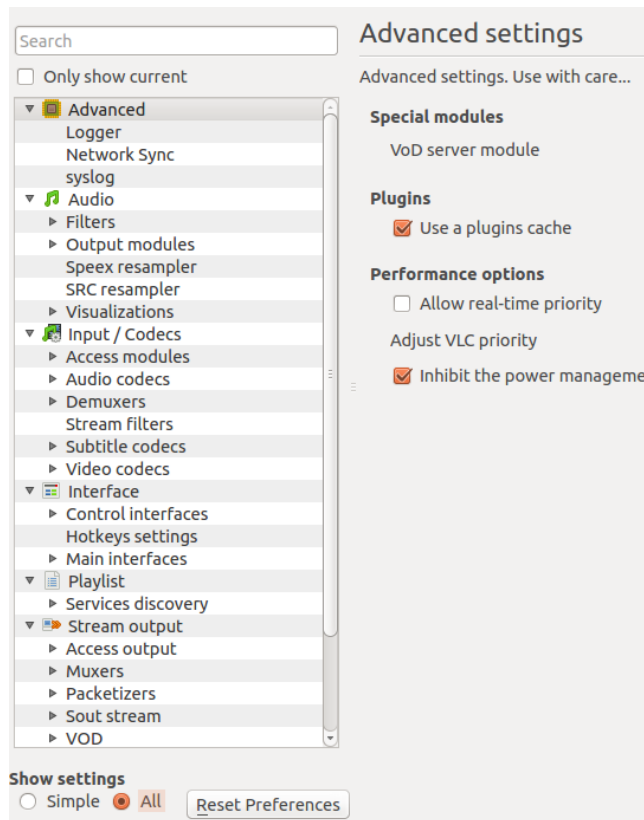 Search
Only show current
Advanced
Logger
Network Sync
syslog
Audio
Filters
Output modules
Speex resampler
SRC resampler
Visualizations
Input / Codecs
Access modules
Audio codecs
Demuxers
Stream filters
Subtitle codecs
Video codecs
Interface
Control interfaces
Hotkeys settings
Main interfaces
Playlist
Services discovery
Stream output
Access output
Muxers
Packetizers
Sout stream
VOD
Show settings
Simple All Reset Preferences
Advanced settings
Advanced settings. Use with care...
Special modules
VoD server module
Plugins
Use a plugins cache
Performance options
Allow real-time priority
Adjust VLC priority
Inhibit the power manageme